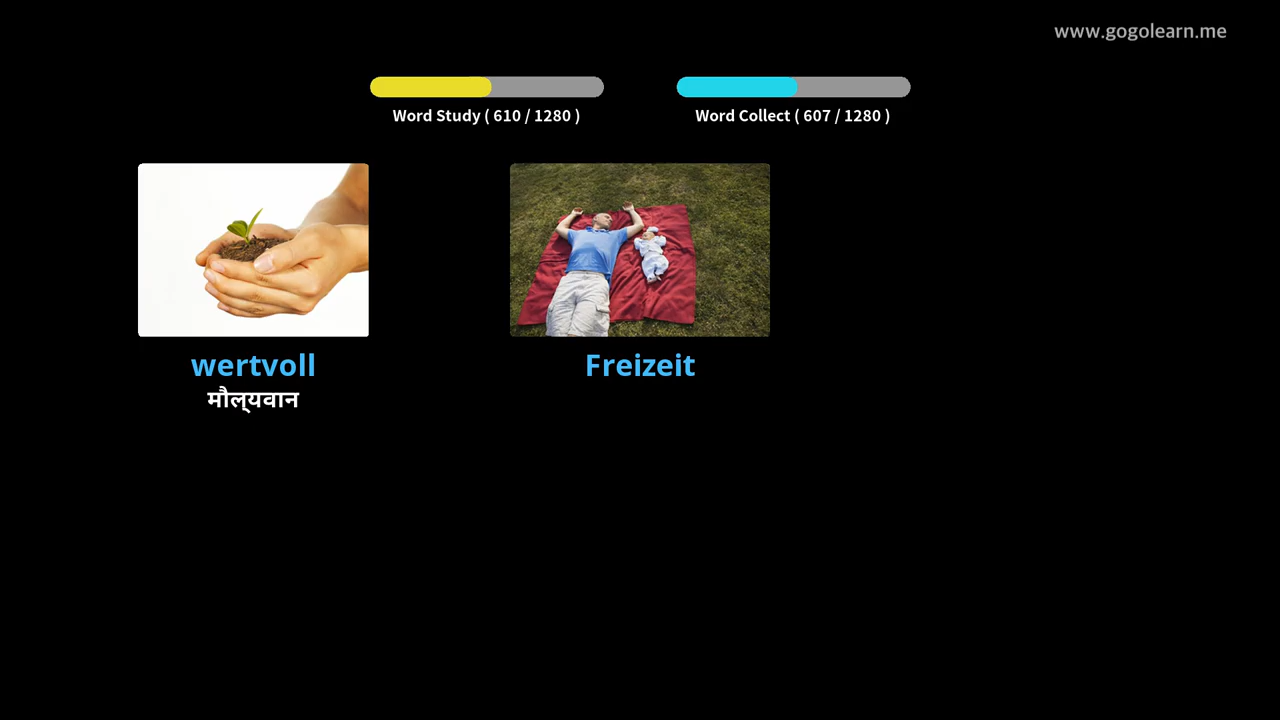 www.gogolearn.me
Word Study ( 610 / 1280 )
Word Collect ( 607 / 1280 )
wertvoll
मौल्यवान
Freizeit